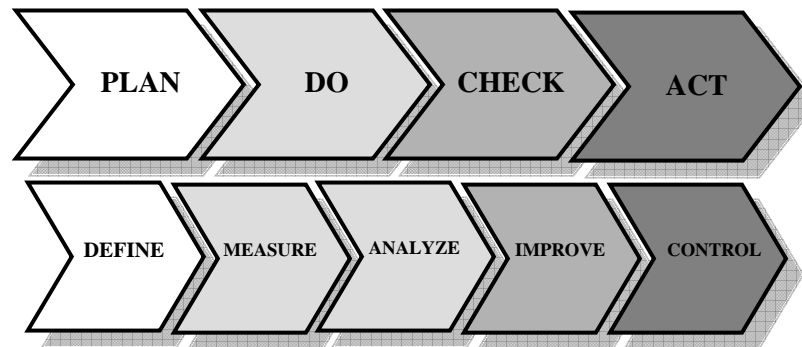 PLAN DO CHECK ACT
DEFINE MEASURE ANALYZE IMPROVE CONTROL